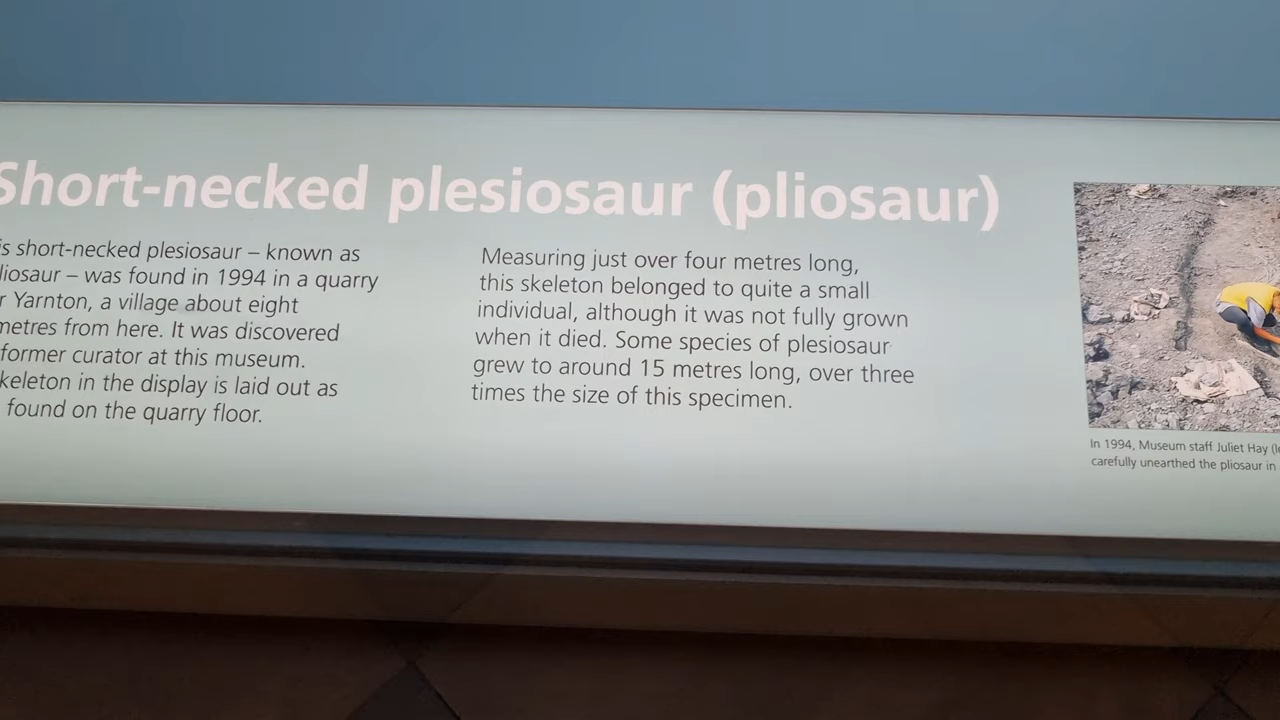 Short-necked plesiosaur (pliosaur)
short-necked plesiosaur – known as
– was found in 1994 in a quarry
Yarnton, a village about eight
from here. It was discovered
former curator at this museum.
in the display is laid out as
found on the quarry floor.
Measuring just over four metres long,
this skeleton belonged to quite a small
individual, although it was not fully grown
when it died. Some species of plesiosaur
grew to around 15 metres long, over three
times the size of this specimen.
In 1994, Museum staff Juliet Hay
carefully unearthed the pliosaur in